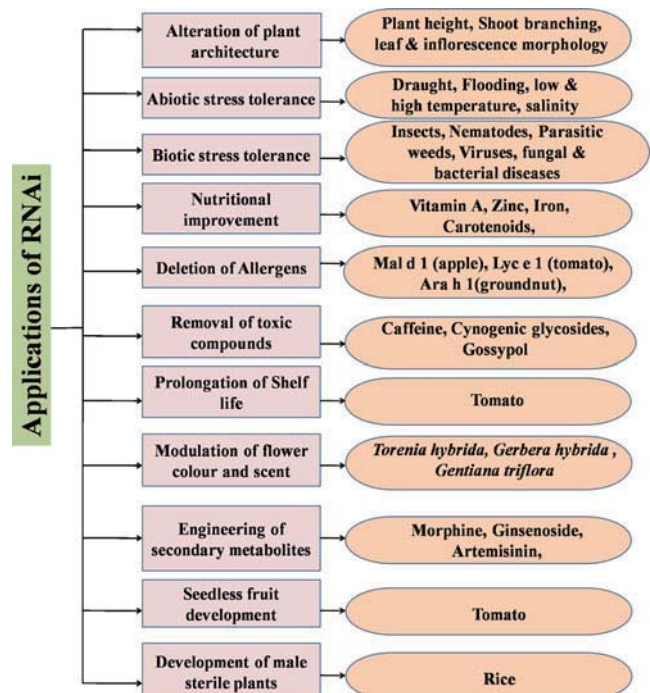 Applications of RNAi
Alteration of plant
architecture
Plant height, Shoot branching,
leaf & inflorescence morphology
Abiotic stress tolerance
Draught, Flooding, low &
high temperature, salinity
Biotic stress tolerance
Insects, Nematodes, Parasitic
weeds, Viruses, fungal &
bacterial diseases
Nutritional
improvement
Vitamin A, Zinc, Iron,
Carotenoids,
Deletion of Allergens
Mal d 1 (apple), Lyc e 1 (tomato),
Ara h 1(groundnut),
Removal of toxic
compounds
Caffeine, Cynogenic glycosides,
Gossypol
Prolongation of Shelf
life
Tomato
Modulation of flower
colour and scent
Torenia hybrida, Gerbera hybrida ,
Gentiana triflora
Engineering of
secondary metabolites
Morphine, Ginsenoside,
Artemisinin,
Seedless fruit
development
Tomato
Development of male
sterile plants
Rice